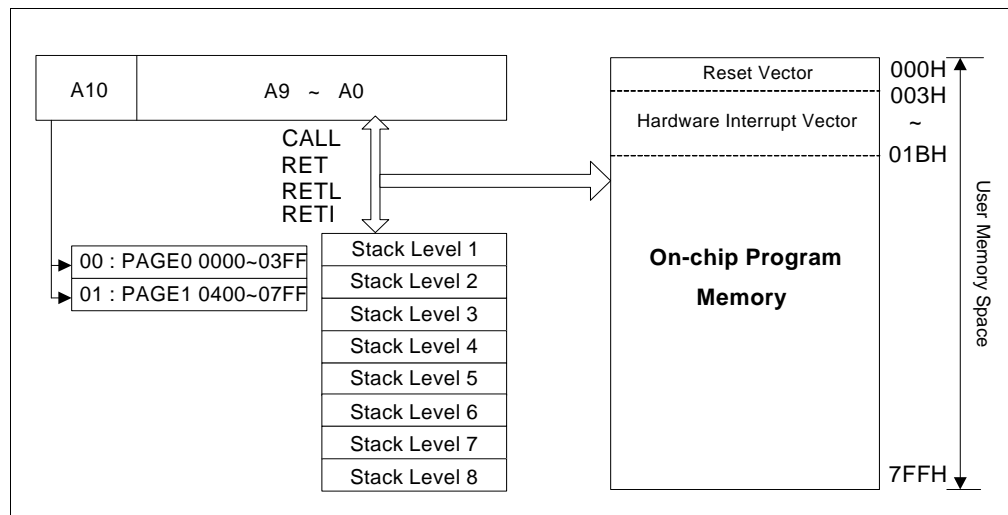 A10
A9 ~ A0
CALL
RET
RETL
RETI
00 : PAGE0 0000~03FF
01 : PAGE1 0400~07FF
Stack Level 1
Stack Level 2
Stack Level 3
Stack Level 4
Stack Level 5
Stack Level 6
Stack Level 7
Stack Level 8
Reset Vector
Hardware Interrupt Vector
On-chip Program
Memory
000H
003H
~
01BH
7FFH
User Memory Space